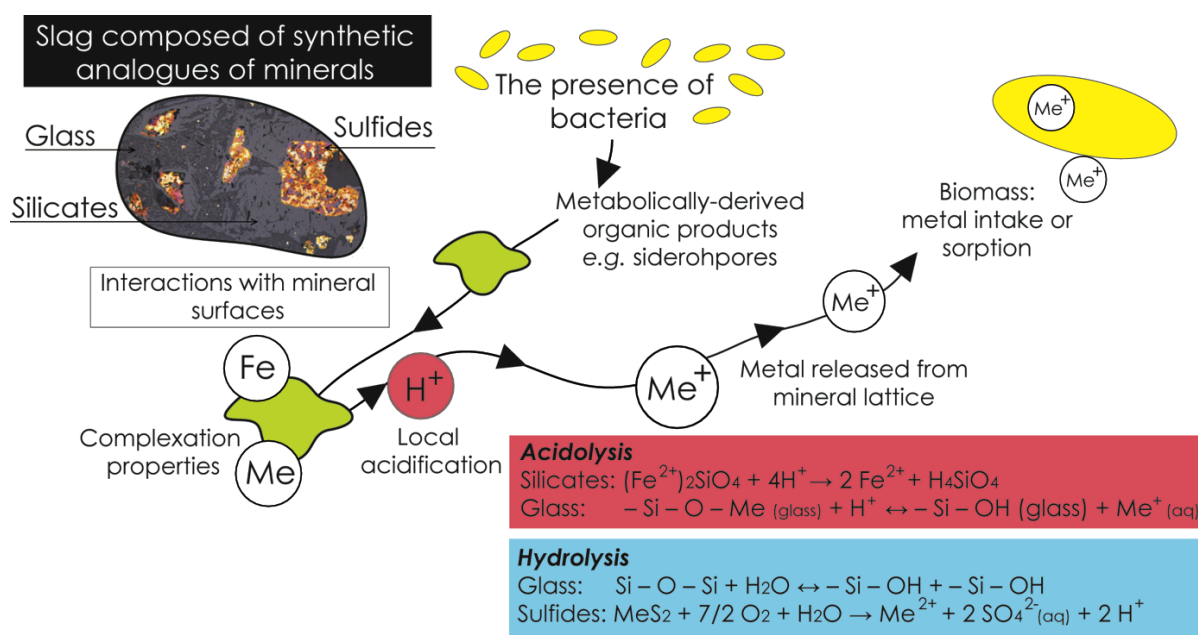 Slag composed of synthetic
analogues of minerals
Glass
Sulfides
Silicates
The presence of
bacteria
Metabolically-derived
organic products
e.g. siderohpores
Interactions with mineral
surfaces
Fe
Me
Complexation
properties
H⁺
Local
acidification
Me⁺
Metal released from
mineral lattice
Me⁺
Biomass:
metal intake or
sorption
Me⁺
Me⁺
Acidolysis
Silicates: (Fe²⁺)₂SiO₄ + 4H⁺ → 2 Fe²⁺ + H₄SiO₄
Glass: – Si – O – Me (glass) + H⁺ ↔ – Si – OH (glass) + Me⁺ (aq)
Hydrolysis
Glass: Si – O – Si + H₂O ↔ – Si – OH + – Si – OH
Sulfides: MeS₂ + 7/2 O₂ + H₂O → Me²⁺ + 2 SO₄²⁻(aq) + 2 H⁺